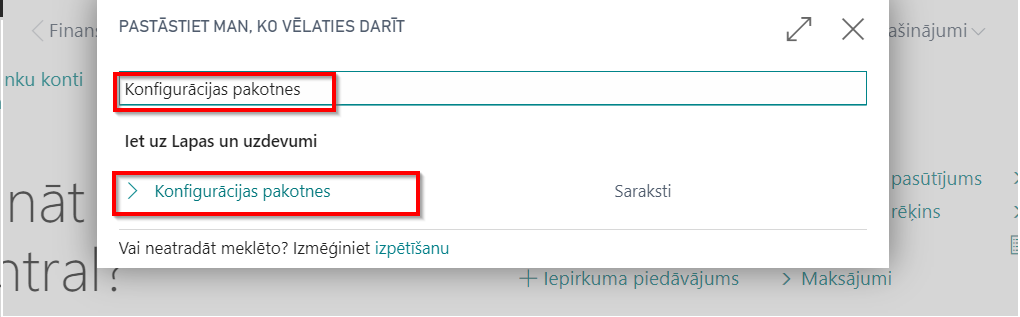 PASTĀSTIET MAN, KO VĒLATIES DARĪT
Finans
ašinājumi
nku konti
Konfigurācijas pakotnes
Iet uz Lapas un uzdevumi
Konfigurācijas pakotnes Saraksti
pasūtījums
nāt
rēķins
Vai neatradāt meklēto? Izmēģiniet izpētīšanu
ntral?
Iepirkuma piedāvājums
Maksājumi